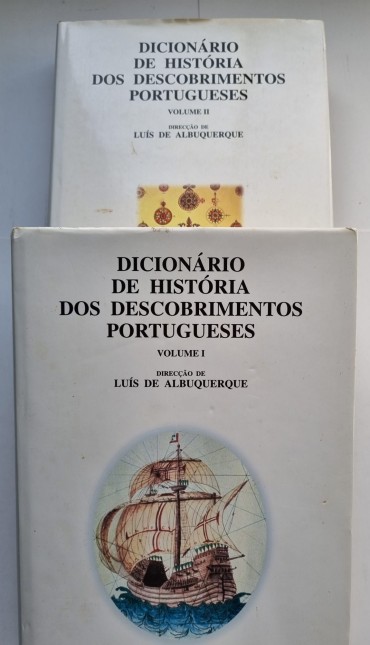 DICIONÁRIO
DE HISTÓRIA
DOS DESCOBRIMENTOS
PORTUGUESES
VOLUME II
DIRECÇÃO DE
LUÍS DE ALBUQUERQUE
DICIONÁRIO
DE HISTÓRIA
DOS DESCOBRIMENTOS
PORTUGUESES
VOLUME I
DIRECÇÃO DE
LUÍS DE ALBUQUERQUE